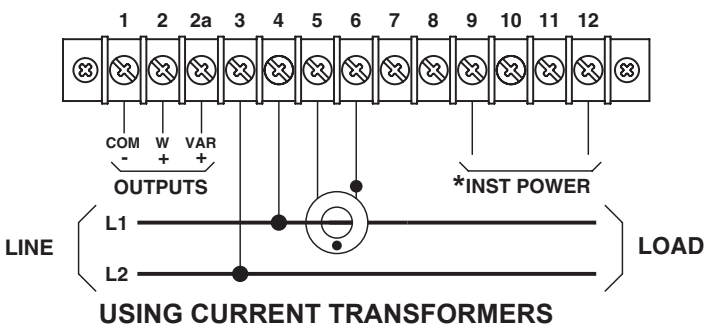 1 2 2a 3 4 5 6 7 8 9 10 11 12
COM W VAR
- + +
OUTPUTS
*INST POWER
L1
LINE
LOAD
L2
USING CURRENT TRANSFORMERS